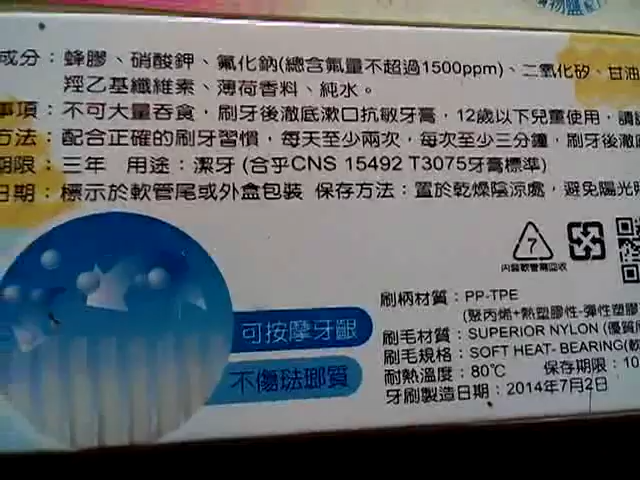 成分：蜂膠、硝酸鉀、氟化鈉(總含氟量不超過1500ppm)、二氧化矽、甘油
羥乙基纖維素、薄荷香料、純水。
事項：不可大量吞食，刷牙後徹底漱口抗敏牙膏，12歲以下兒童使用，請
方法：配合正確的刷牙習慣，每天至少兩次，每次至少三分鐘，刷牙後徹底
期限：三年 用途：潔牙(合乎CNS 15492 T3075牙膏標準)
日期：標示於軟管尾或外盒包裝 保存方法：置於乾燥陰涼處，避免陽光
7
內容軟管需回收
刷柄材質：PP-TPE
(聚丙烯+熱塑膠性-彈性塑膠
刷毛材質：SUPERIOR NYLON (優質
刷毛規格：SOFT HEAT- BEARING(軟
耐熱溫度：80℃ 保存期限：10
牙刷製造日期：2014年7月2日
可按摩牙齦
不傷琺瑯質